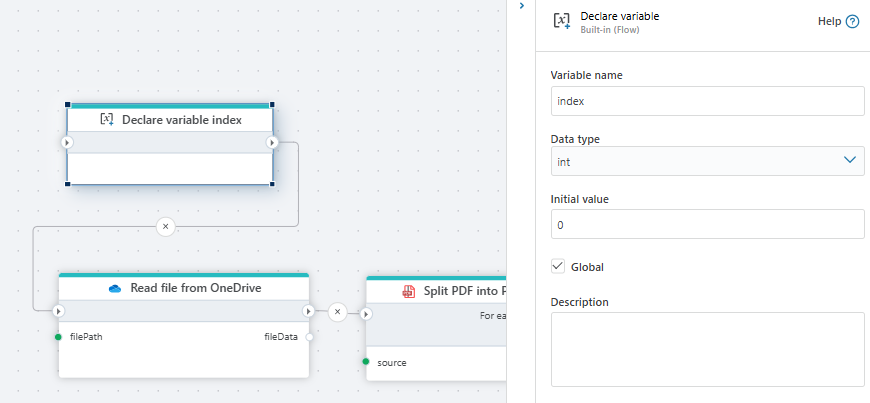 Declare variable index
Read file from OneDrive
filePath
fileData
Split PDF into
For ea
source
Declare variable
Built-in (Flow)
Help
Variable name
index
Data type
int
Initial value
0
Global
Description